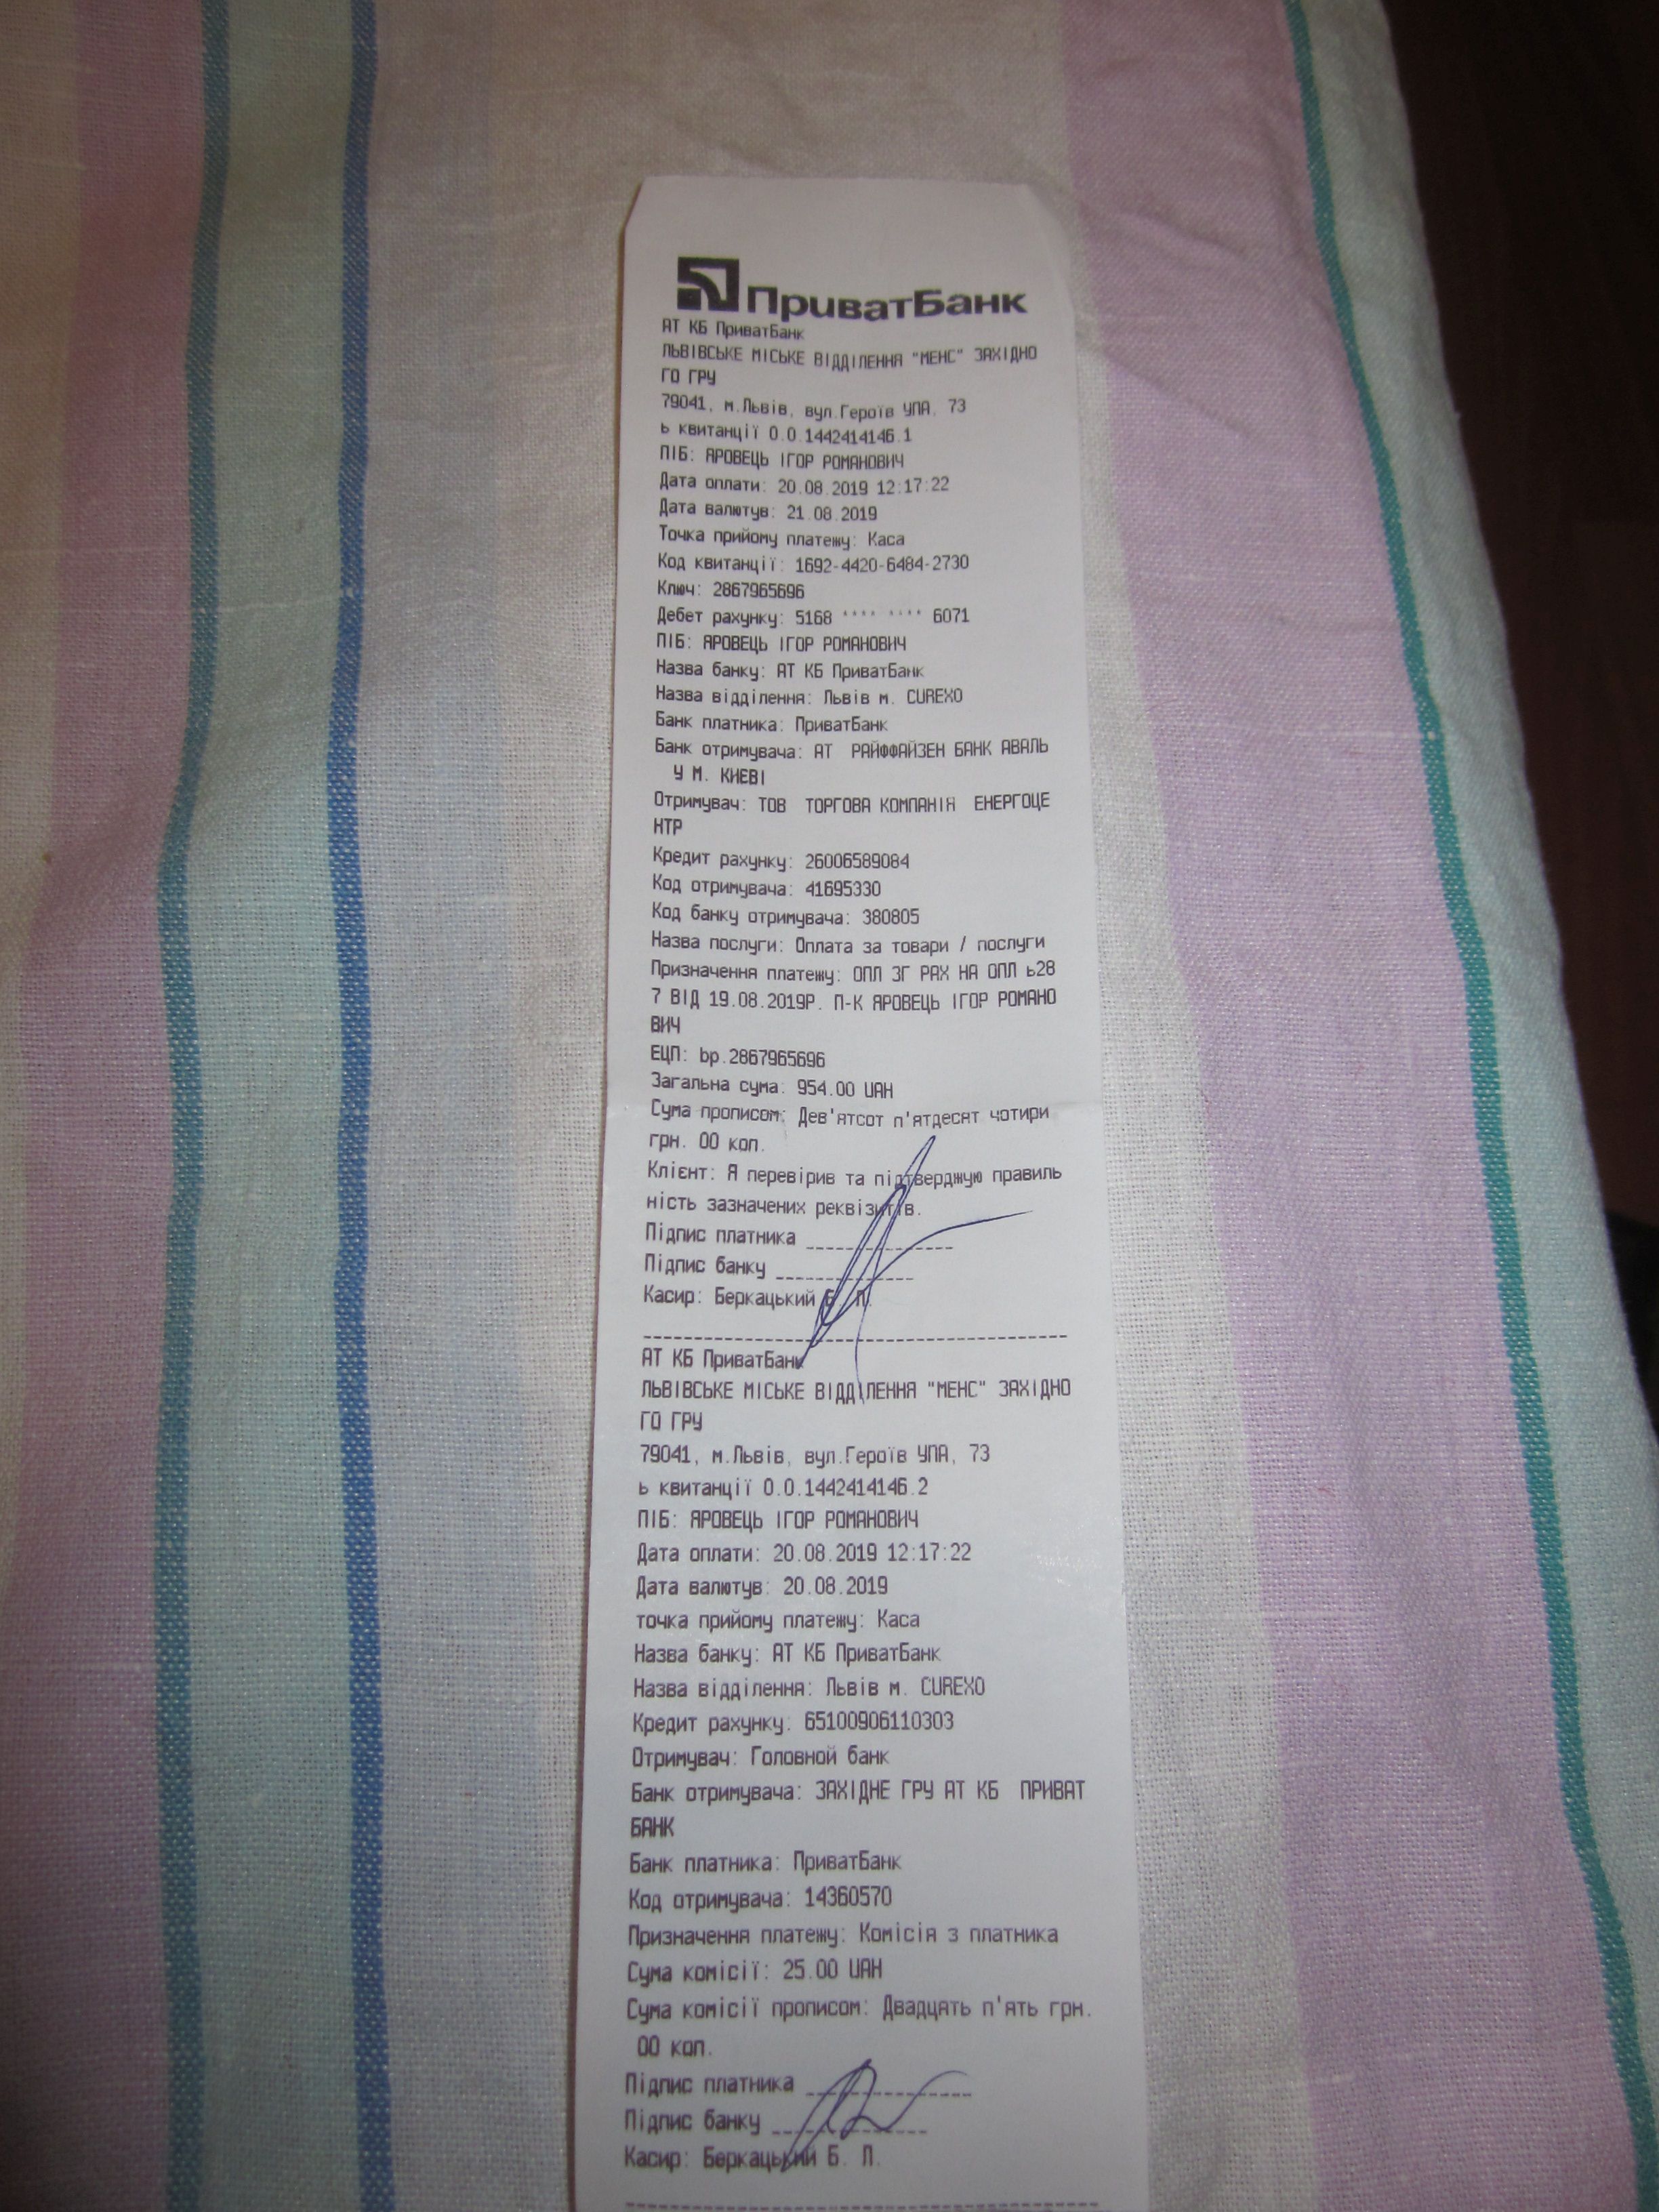 ПриватБанк
АТ КБ ПриватБанк
ЛЬВІВСЬКЕ МІСЬКЕ ВІДДІЛЕННЯ "МЕНС" ЗАХІДНО
ГО ГРУ
79041, м.Львів, вул.Героїв УПА, 73
ь квитанції 0.0.1442414146.1
ПІБ: ЯРОВЕЦЬ ІГОР РОМАНОВИЧ
Дата оплати: 20.08.2019 12:17:22
Дата валютув: 21.08.2019
Точка прийому платежу: Каса
Код квитанції: 1692-4420-6484-2730
Ключ: 2867965696
Дебет рахунку: 5168 **** **** 6071
ПІБ: ЯРОВЕЦЬ ІГОР РОМАНОВИЧ
Назва банку: АТ КБ ПриватБанк
Назва відділення: Львів м. CUREXO
Банк платника: ПриватБанк
Банк отримувача: АТ РАЙФФАЙЗЕН БАНК АВАЛЬ
У М. КИЄВІ
Отримувач: ТОВ ТОРГОВА КОМПАНІЯ ЕНЕРГОЦЕ
НТР
Кредит рахунку: 26006589084
Код отримувача: 41695330
Код банку отримувача: 380805
Назва послуги: Оплата за товари / послуги
Призначення платежу: ОПЛ ЗГ РАХ НА ОПЛ ь28
7 ВІД 19.08.2019Р. П-К ЯРОВЕЦЬ ІГОР РОМАНО
ВИЧ
ЕЦП: bp.2867965696
Загальна сума: 954.00 UAH
Сума прописом: Дев'ятсот п'ятдесят чотири
грн. 00 коп.
Клієнт: Я перевірив та підтверджую правиль
ність зазначених реквізитів.
Підпис платника
Підпис банку
Касир: Беркацький Б. Л.
АТ КБ ПриватБанк
ЛЬВІВСЬКЕ МІСЬКЕ ВІДДІЛЕННЯ "МЕНС" ЗАХІДНО
ГО ГРУ
79041, м.Львів, вул.Героїв УПА, 73
ь квитанції 0.0.1442414146.2
ПІБ: ЯРОВЕЦЬ ІГОР РОМАНОВИЧ
Дата оплати: 20.08.2019 12:17:22
Дата валютув: 20.08.2019
точка прийому платежу: Каса
Назва банку: АТ КБ ПриватБанк
Назва відділення: Львів м. CUREXO
Кредит рахунку: 65100906110303
Отримувач: Головной банк
Банк отримувача: ЗАХІДНЕ ГРУ АТ КБ ПРИВАТ
БАНК
Банк платника: ПриватБанк
Код отримувача: 14360570
Призначення платежу: Комісія з платника
Сума комісії: 25.00 UAH
Сума комісії прописом: Двадцять п'ять грн.
00 коп.
Підпис платника
Підпис банку
Касир: Беркацький Б. Л.